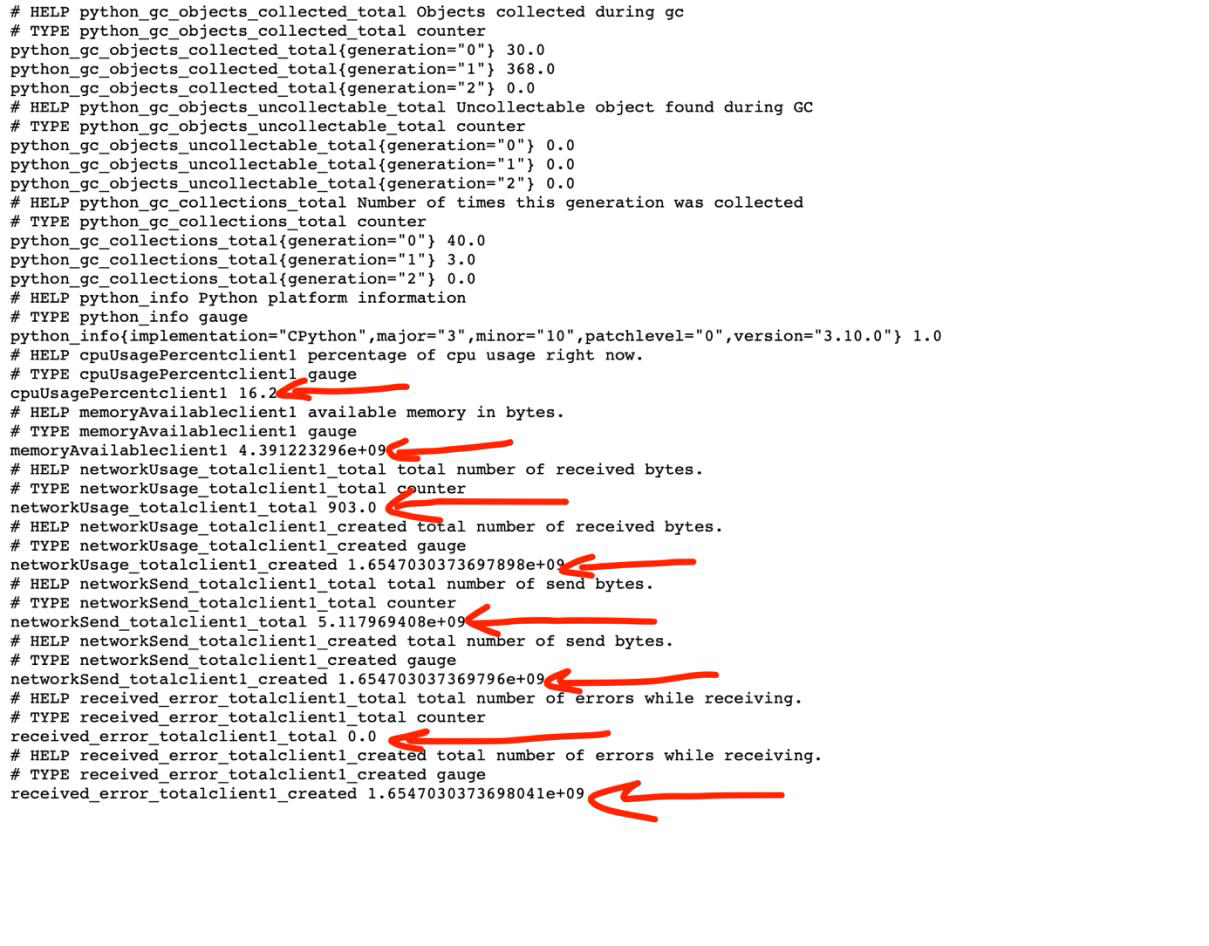 # HELP python_gc_objects_collected_total Objects collected during gc
# TYPE python_gc_objects_collected_total counter
python_gc_objects_collected_total{generation="0"} 30.0
python_gc_objects_collected_total{generation="1"} 368.0
python_gc_objects_collected_total{generation="2"} 0.0
# HELP python_gc_objects_uncollectable_total Uncollectable object found during GC
# TYPE python_gc_objects_uncollectable_total counter
python_gc_objects_uncollectable_total{generation="0"} 0.0
python_gc_objects_uncollectable_total{generation="1"} 0.0
python_gc_objects_uncollectable_total{generation="2"} 0.0
# HELP python_gc_collections_total Number of times this generation was collected
# TYPE python_gc_collections_total counter
python_gc_collections_total{generation="0"} 40.0
python_gc_collections_total{generation="1"} 3.0
python_gc_collections_total{generation="2"} 0.0
# HELP python_info Python platform information
# TYPE python_info gauge
python_info{implementation="CPython",major="3",minor="10",patchlevel="0",version="3.10.0"} 1.0
# HELP cpuUsagePercentclient1 percentage of cpu usage right now.
# TYPE cpuUsagePercentclient1 gauge
cpuUsagePercentclient1 16.2
# HELP memoryAvailableclient1 available memory in bytes.
# TYPE memoryAvailableclient1 gauge
memoryAvailableclient1 4.391223296e+09
# HELP networkUsage_totalclient1_total total number of received bytes.
# TYPE networkUsage_totalclient1_total counter
networkUsage_totalclient1_total 903.0
# HELP networkUsage_totalclient1_created total number of received bytes.
# TYPE networkUsage_totalclient1_created gauge
networkUsage_totalclient1_created 1.6547030373697898e+09
# HELP networkSend_totalclient1_total total number of send bytes.
# TYPE networkSend_totalclient1_total counter
networkSend_totalclient1_total 5.117969408e+09
# HELP networkSend_totalclient1_created total number of send bytes.
# TYPE networkSend_totalclient1_created gauge
networkSend_totalclient1_created 1.654703037369796e+09
# HELP received_error_totalclient1_total total number of errors while receiving.
# TYPE received_error_totalclient1_total counter
received_error_totalclient1_total 0.0
# HELP received_error_totalclient1_created total number of errors while receiving.
# TYPE received_error_totalclient1_created gauge
received_error_totalclient1_created 1.6547030373698041e+09